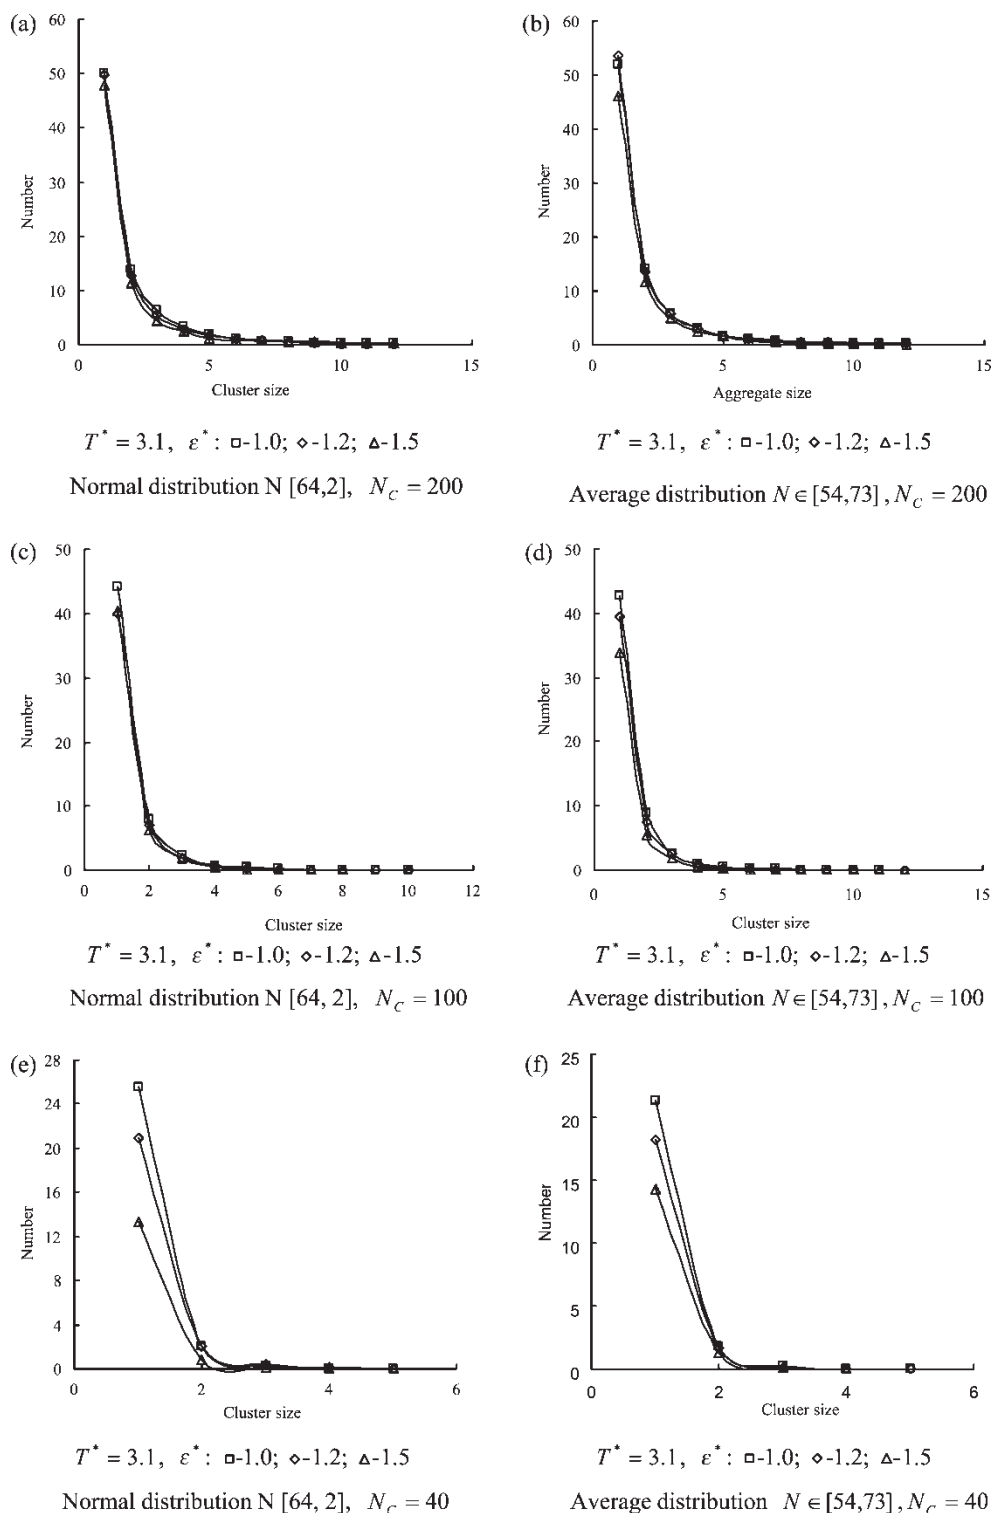 (a)
60
50
40
30
20
10
0
Number
0 5 10 15
Cluster size
T* = 3.1, ε* : □-1.0; ◇-1.2; △-1.5
Normal distribution N [64,2], N_C = 200
(b)
60
50
40
30
20
10
0
Number
0 5 10 15
Aggregate size
T* = 3.1, ε* : □-1.0; ◇-1.2; △-1.5
Average distribution N∈[54,73], N_C = 200
(c)
50
40
30
20
10
0
Number
0 2 4 6 8 10 12
Cluster size
T* = 3.1, ε* : □-1.0; ◇-1.2; △-1.5
Normal distribution N [64, 2], N_C = 100
(d)
50
40
30
20
10
0
Number
0 5 10 15
Cluster size
T* = 3.1, ε* : □-1.0; ◇-1.2; △-1.5
Average distribution N∈[54,73], N_C = 100
(e)
28
24
20
16
12
8
4
0
Number
0 2 4 6
Cluster size
T* = 3.1, ε* : □-1.0; ◇-1.2; △-1.5
Normal distribution N [64, 2], N_C = 40
(f)
25
20
15
10
5
0
Number
0 2 4 6
Cluster size
T* = 3.1, ε* : □-1.0; ◇-1.2; △-1.5
Average distribution N∈[54,73], N_C = 40